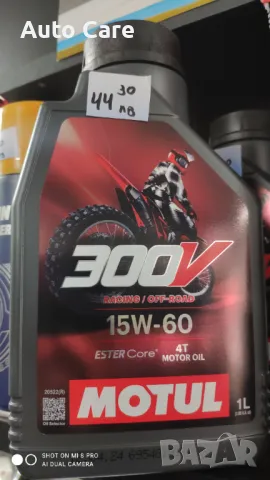 Auto Care
44 30
лв
300V
RACING / OFF-ROAD
15W-60
ESTER Core®
4T
MOTOR OIL
MOTUL
1L
SHOT ON MI 8 PRO
AI DUAL CAMERA
BAZAR